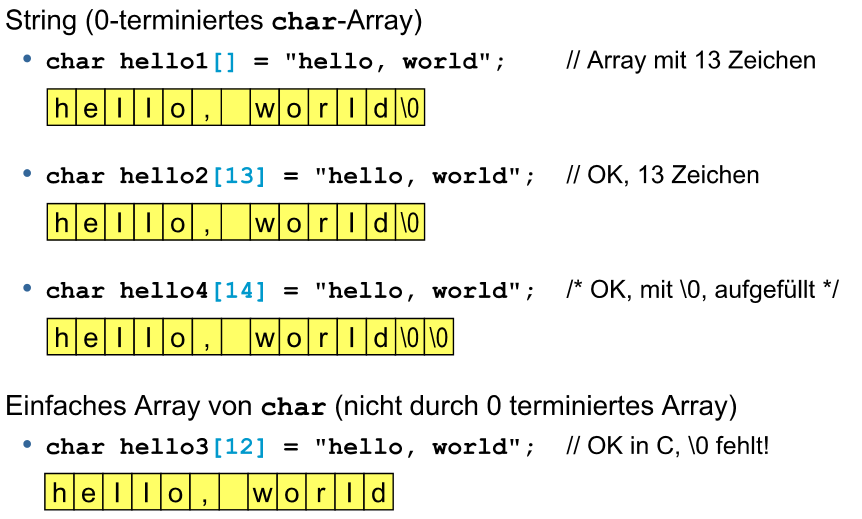 String (0-terminiertes char-Array)
• char hello1[] = "hello, world"; // Array mit 13 Zeichen
h e l l o , w o r l d \0
• char hello2[13] = "hello, world"; // OK, 13 Zeichen
h e l l o , w o r l d \0
• char hello4[14] = "hello, world"; /* OK, mit \0, aufgefüllt */
h e l l o , w o r l d \0 \0
Einfaches Array von char (nicht durch 0 terminiertes Array)
• char hello3[12] = "hello, world"; // OK in C, \0 fehlt!
h e l l o , w o r l d